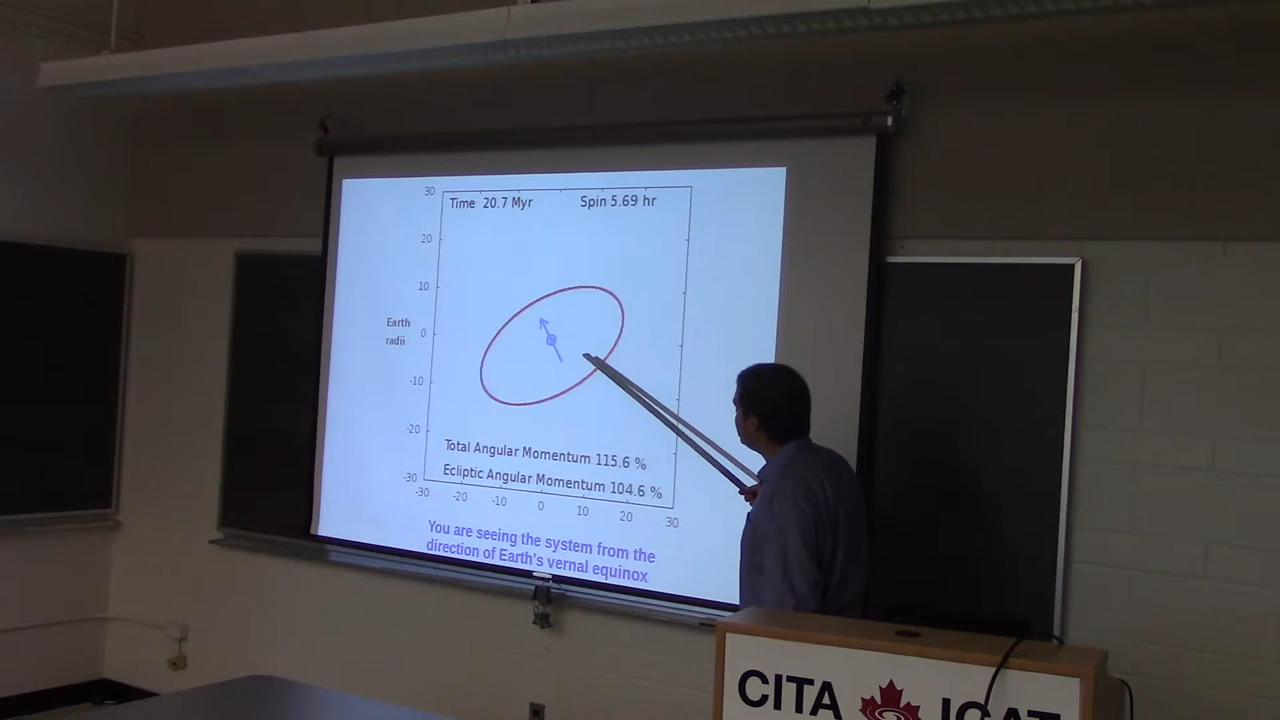 30
Time 20.7 Myr Spin 5.69 hr
20
10
Earth
radii
0
-10
-20
Total Angular Momentum 115.6 %
Ecliptic Angular Momentum 104.6 %
-30
-30 -20 -10 0 10 20 30
You are seeing the system from the
direction of Earth's vernal equinox
CITA ICAT